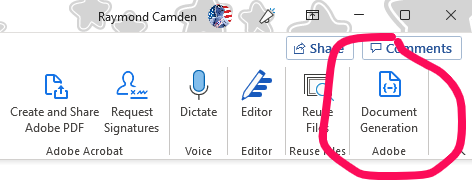 Raymond Camden
Share
Comments
Create and Share
Adobe PDF
Request
Signatures
Dictate
Editor
Reuse
Files
Document
Generation
Adobe Acrobat
Voice
Editor
Reuse Files
Adobe